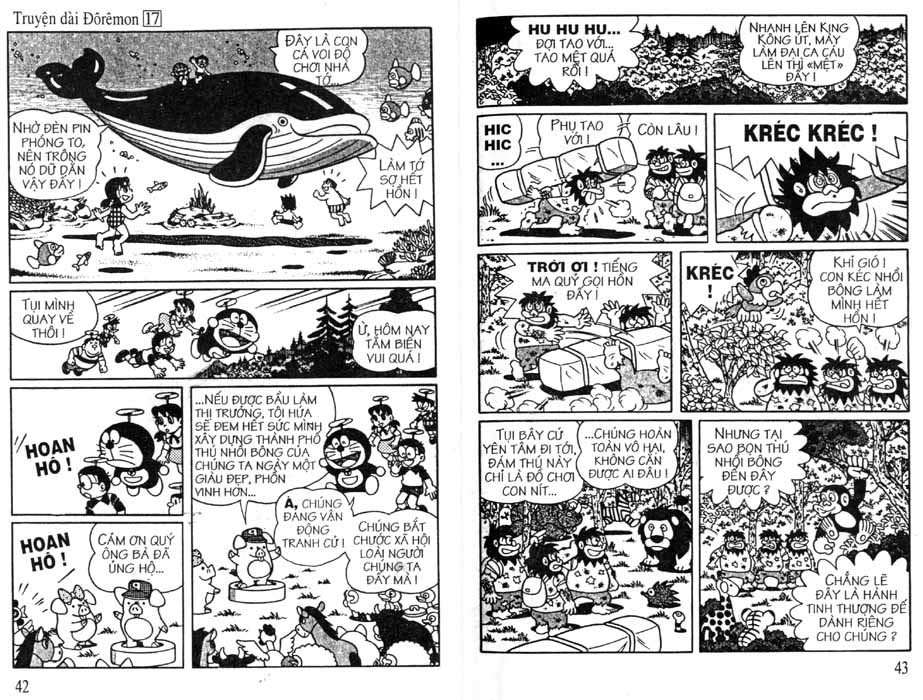 Truyện dài Đôrêmon 17
ĐÂY LÀ CON
CÁ VOI ĐỒ
CHƠI NHÀ
TỚ...
NHỜ ĐÈN PIN
PHÓNG TO,
NÊN TRÔNG
NÓ DỮ DẰN
VẬY ĐẤY !
LÀM TỚ
SỢ HẾT
HỒN !
TỤI MÌNH
QUAY VỀ
THÔI !
Ừ, HÔM NAY
TẮM BIỂN
VUI QUÁ !
HOAN
HÔ !
...NẾU ĐƯỢC BẦU LÀM
THỊ TRƯỞNG, TÔI HỨA
SẼ ĐEM HẾT SỨC MÌNH
XÂY DỰNG THÀNH PHỐ
THÚ NHỒI BÔNG CỦA
CHÚNG TA NGÀY MỘT
GIÀU ĐẸP, PHỒN
VINH HƠN...
À, CHÚNG
ĐANG VẬN
ĐỘNG
TRANH CỬ !
CHÚNG BẮT
CHƯỚC XÃ HỘI
LOÀI NGƯỜI
CHÚNG TA
ĐẤY MÀ !
HOAN
HÔ !
CẢM ƠN QUÝ
ÔNG BÀ ĐÃ
ỦNG HỘ...
42
HU HU HU...
ĐỢI TAO VỚI...
TAO MỆT QUÁ
RỒI !
NHANH LÊN KING
KÔNG ÚT, MÀY
LÀM ĐẠI CA CÁU
LÊN THÌ «MỆT»
ĐẤY !
HIC
HIC
...
PHỤ TAO
VỚI !
CÒN LÂU !
KRÉC KRÉC !
TRỜI ƠI ! TIẾNG
MA QUỶ GỌI HỒN
ĐẤY !
KRÉC
!
KHỈ GIÓ !
CON KÉC NHỒI
BÔNG LÀM
MÌNH HẾT
HỒN !
TỤI BÂY CỨ
YÊN TÂM ĐI TỚI,
ĐÁM THÚ NÀY
CHỈ LÀ ĐỒ CHƠI
CON NÍT...
...CHÚNG HOÀN
TOÀN VÔ HẠI,
KHÔNG CẮN
ĐƯỢC AI ĐÂU !
NHƯNG TẠI
SAO BỌN THÚ
NHỒI BÔNG
ĐẾN ĐÂY
ĐƯỢC ?
CHẲNG LẼ
ĐÂY LÀ HÀNH
TINH THƯỢNG ĐẾ
DÀNH RIÊNG
CHO CHÚNG ?
43